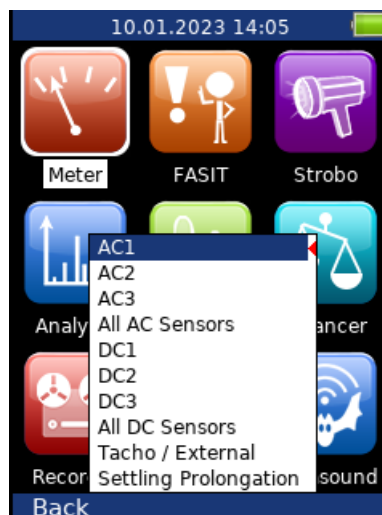 10.01.2023 14:05
Meter
FASIT
Strobo
AC1
AC2
AC3
All AC Sensors
DC1
DC2
DC3
All DC Sensors
Tacho / External
Settling Prolongation
Back